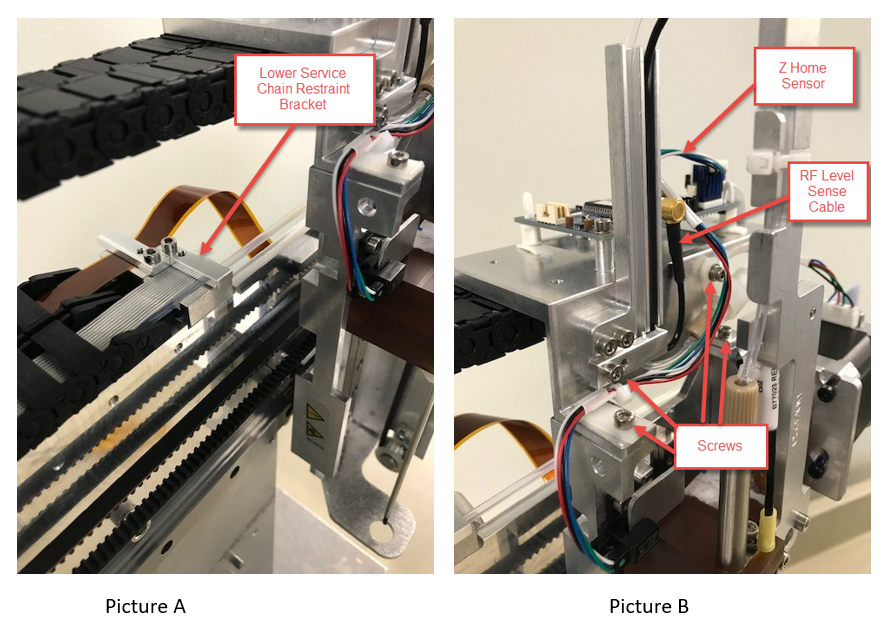 Lower Service
Chain Restraint
Bracket
Z Home
Sensor
RF Level
Sense
Cable
Screws
Picture A
Picture B